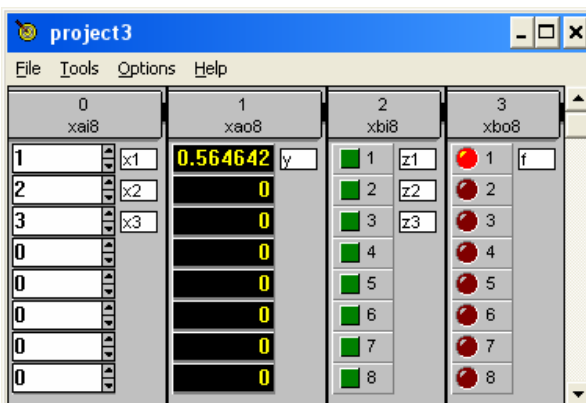 project3
File Tools Options Help
0 1 2 3
xai8 xao8 xbi8 xbo8
1 x1 0.564642 y 1 z1 1 f
2 x2 0 2 z2 2
3 x3 0 3 z3 3
0 0 4 4
0 0 5 5
0 0 6 6
0 0 7 7
0 0 8 8